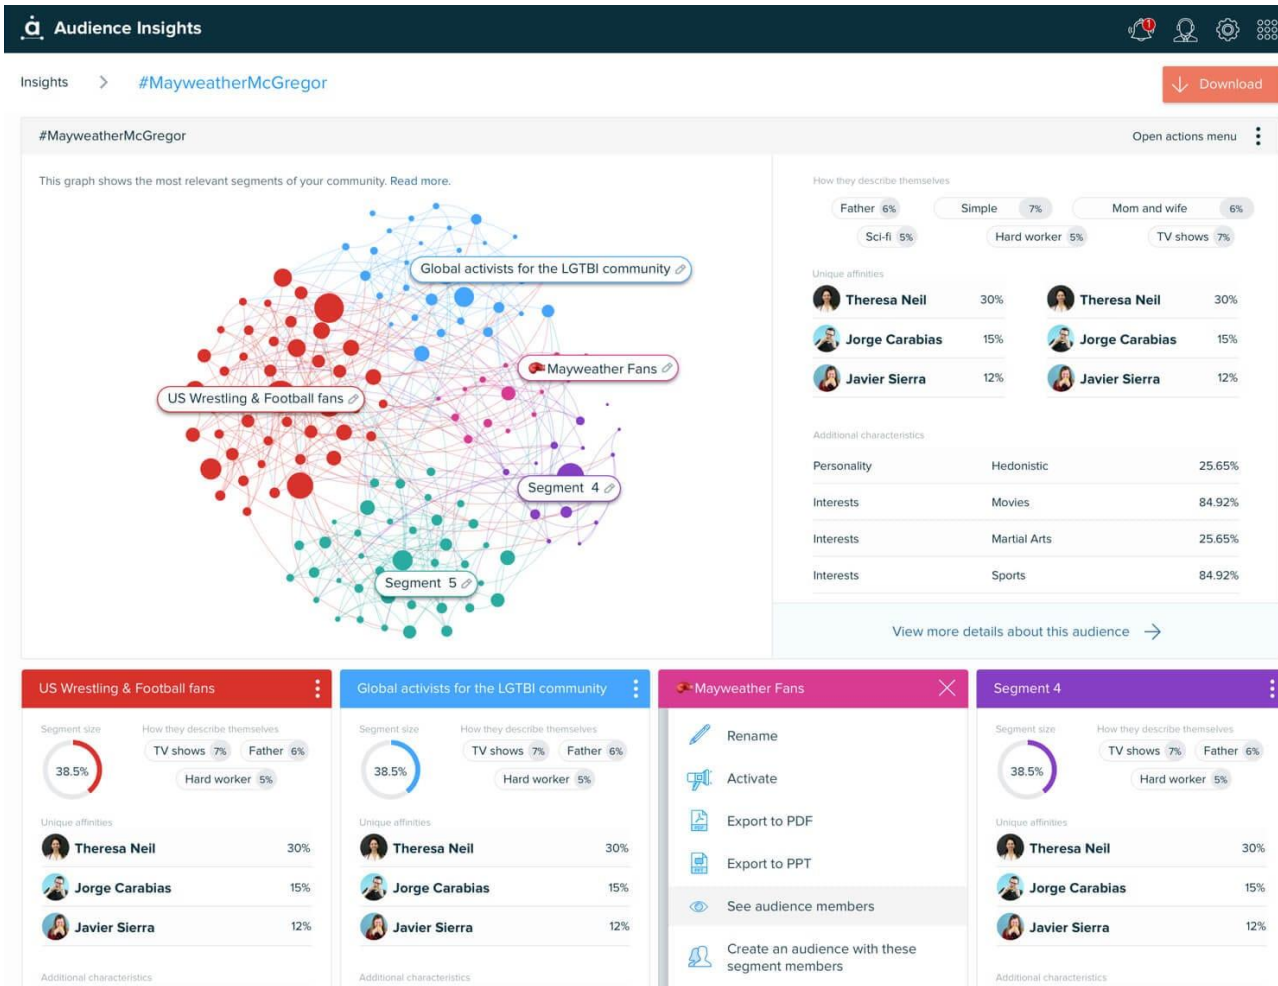 Audience Insights
1
Insights
#MayweatherMcGregor
Download
#MayweatherMcGregor
Open actions menu
This graph shows the most relevant segments of your community. Read more.
Global activists for the LGTBI community
Mayweather Fans
US Wrestling & Football fans
Segment 4
Segment 5
How they describe themselves
Father 6%
Simple 7%
Mom and wife 6%
Sci-fi 5%
Hard worker 5%
TV shows 7%
Unique affinities
Theresa Neil 30%
Theresa Neil 30%
Jorge Carabias 15%
Jorge Carabias 15%
Javier Sierra 12%
Javier Sierra 12%
Additional characteristics
Personality Hedonistic 25.65%
Interests Movies 84.92%
Interests Martial Arts 25.65%
Interests Sports 84.92%
View more details about this audience
US Wrestling & Football fans
Segment size
How they describe themselves
38.5%
TV shows 7%
Father 6%
Hard worker 5%
Unique affinities
Theresa Neil 30%
Jorge Carabias 15%
Javier Sierra 12%
Additional characteristics
Global activists for the LGTBI community
Segment size
How they describe themselves
38.5%
TV shows 7%
Father 6%
Hard worker 5%
Unique affinities
Theresa Neil 30%
Jorge Carabias 15%
Javier Sierra 12%
Additional characteristics
Mayweather Fans
Rename
Activate
PDF
Export to PDF
PPT
Export to PPT
See audience members
Create an audience with these
segment members
Segment 4
Segment size
How they describe themselves
38.5%
TV shows 7%
Father 6%
Hard worker 5%
Unique affinities
Theresa Neil 30%
Jorge Carabias 15%
Javier Sierra 12%
Additional characteristics